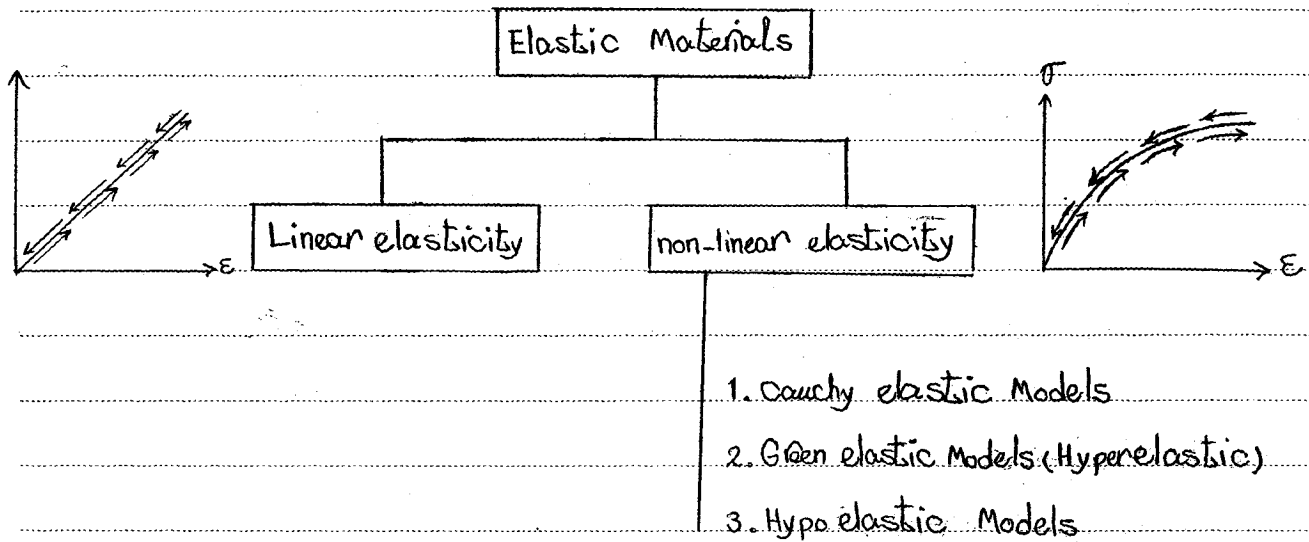 Elastic Materials
σ
Linear elasticity
non-linear elasticity
ε
ε
1. Cauchy elastic Models
2. Green elastic Models (Hyperelastic)
3. Hypo elastic Models